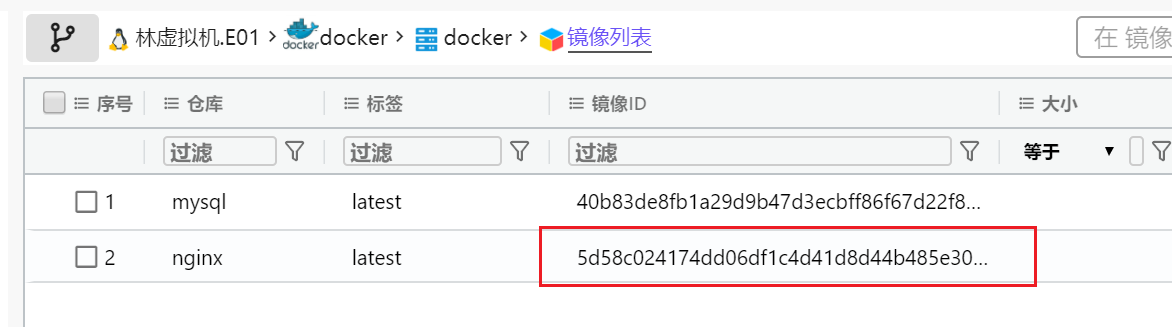 林虚拟机.E01 > docker docker > docker > 镜像列表 在 镜像
序号 仓库 标签 镜像ID 大小
过滤 过滤 过滤 等于
1 mysql latest 40b83de8fb1a29d9b47d3ecbff86f67d22f8...
2 nginx latest 5d58c024174dd06df1c4d41d8d44b485e30...